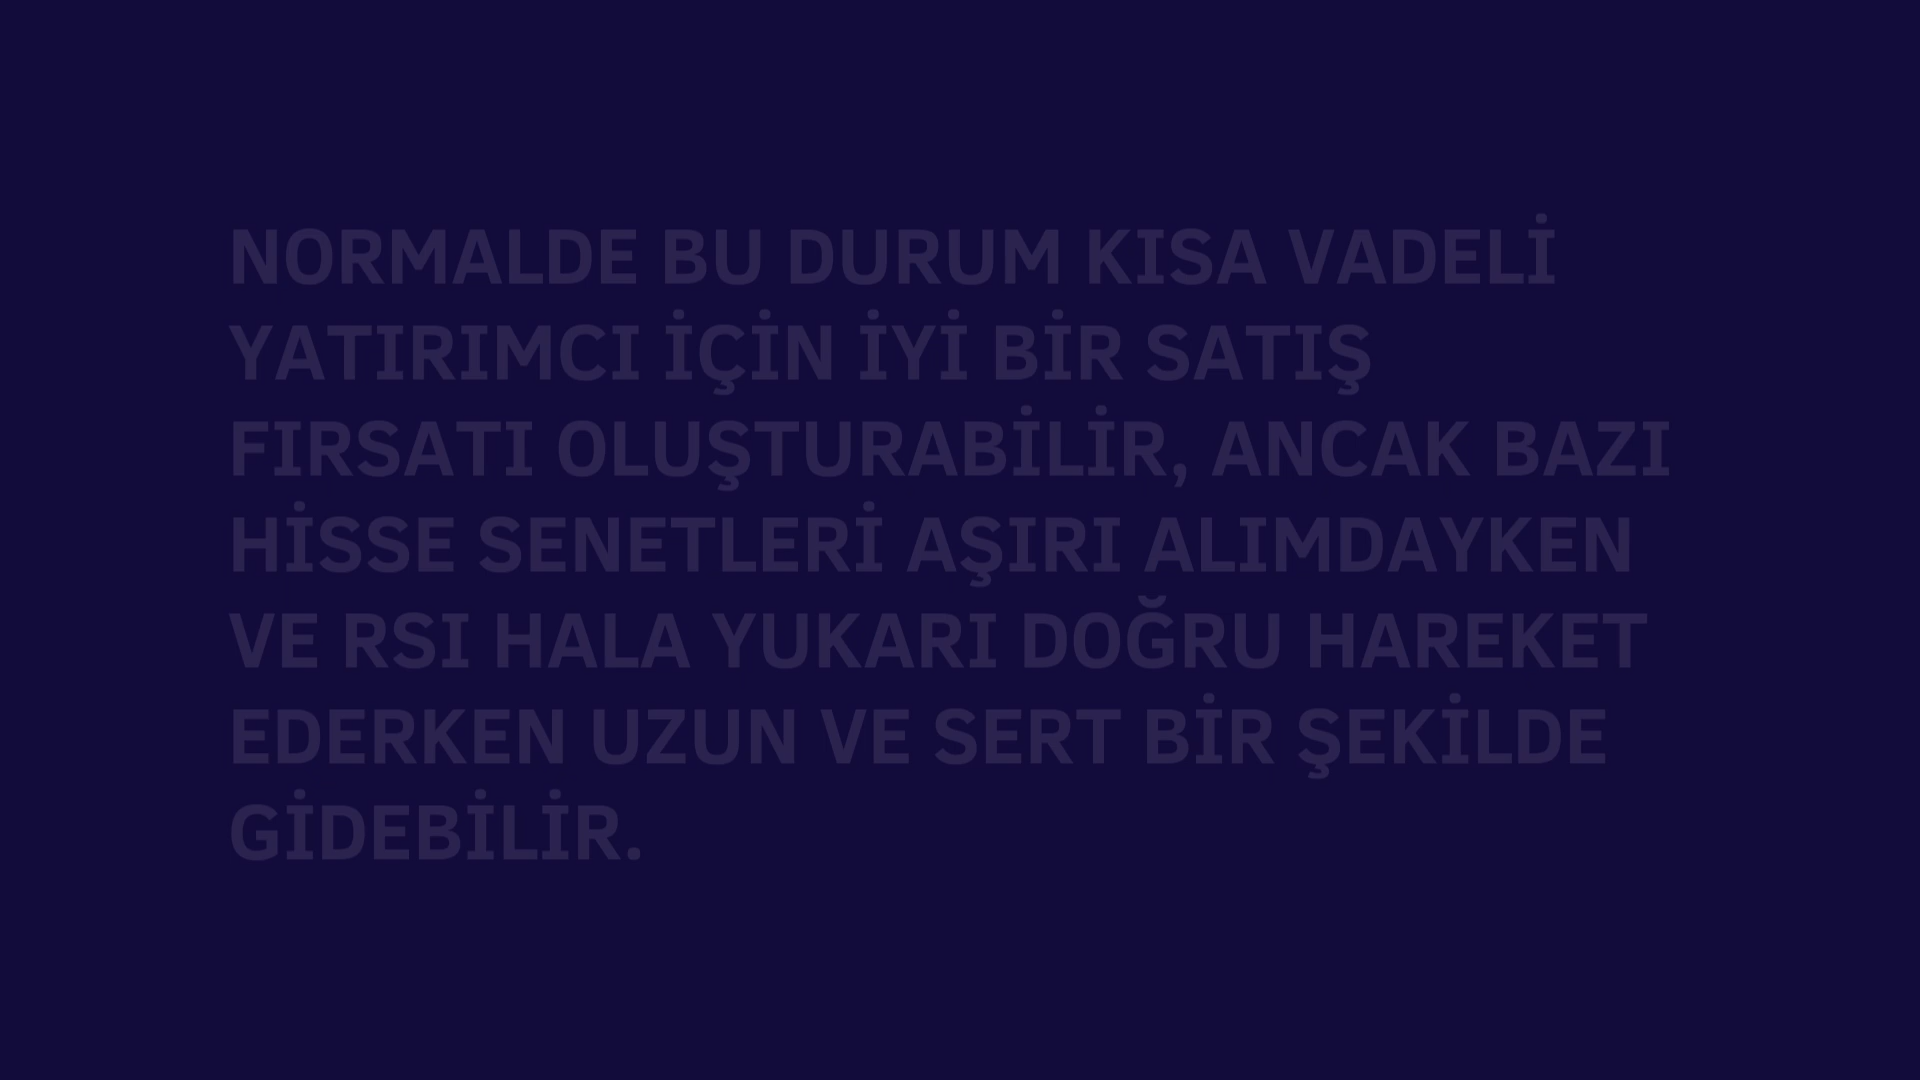 NORMALDE BU DURUM KISA VADELİ
YATIRIMCI İÇİN İYİ BİR SATIŞ
FIRSATI OLUŞTURABİLİR, ANCAK BAZI
HİSSE SENETLERİ AŞIRI ALIMDAYKEN
VE RSI HALA YUKARI DOĞRU HAREKET
EDERKEN UZUN VE SERT BİR ŞEKİLDE
GİDEBİLİR.